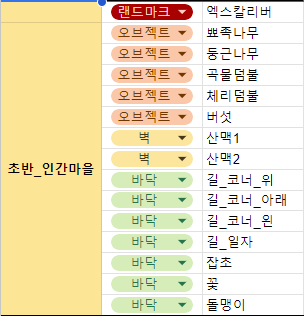 랜드마크 엑스칼리버
오브젝트 뾰족나무
오브젝트 둥근나무
오브젝트 곡물덤불
오브젝트 체리덤불
오브젝트 버섯
벽 산맥1
벽 산맥2
초반_인간마을
바닥 길_코너_위
바닥 길_코너_아래
바닥 길_코너_왼
바닥 길_일자
바닥 잡초
바닥 꽃
바닥 돌맹이